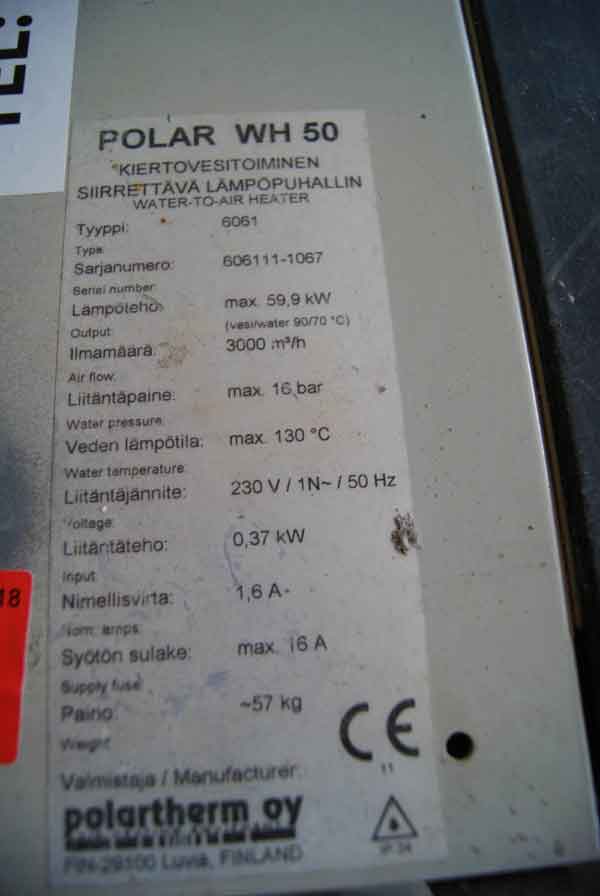 TEL:
POLAR WH 50
KIERTOVESITOIMINEN
SIIRRETTÄVÄ LÄMPÖPUHALLIN
WATER-TO-AIR HEATER
Tyyppi: 6061
Type
Sarjanumero: 606111-1067
Serial number
Lämpöteho: max. 59,9 kW
Output: (vesi/water 90/70 °C)
Ilmamäärä: 3000 m³/h
Air flow:
Liitäntäpaine: max. 16 bar
Water pressure:
Veden lämpötila: max. 130 °C
Water temperature:
Liitäntäjännite: 230 V / 1N~ / 50 Hz
Voltage:
Liitäntäteho: 0,37 kW
Input
Nimellisvirta: 1,6 A
Nom. amps:
Syötön sulake: max. 16 A
Supply fuse:
Paino: ~57 kg
Weight
CE
11
Valmistaja / Manufacturer:
polartherm oy
FIN-29100 Luvia, FINLAND
IP 24
18